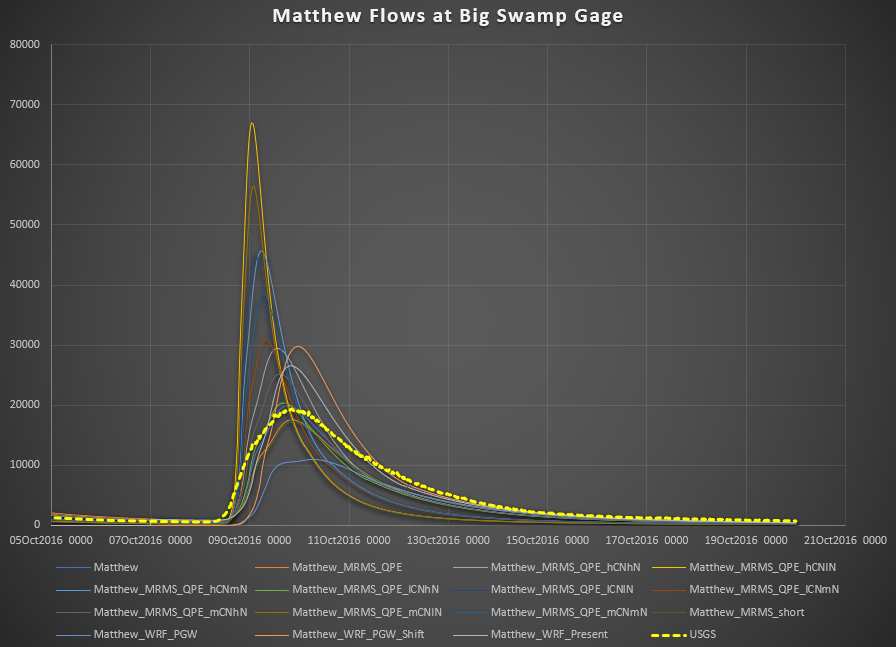 Matthew Flows at Big Swamp Gage
80000
70000
60000
50000
40000
30000
20000
10000
0
05Oct2016 0000 07Oct2016 0000 09Oct2016 0000 11Oct2016 0000 13Oct2016 0000 15Oct2016 0000 17Oct2016 0000 19Oct2016 0000 21Oct2016 0000
Matthew Matthew_MRMS_QPE Matthew_MRMS_QPE_hCNhN Matthew_MRMS_QPE_hCNlN
Matthew_MRMS_QPE_hCNmN Matthew_MRMS_QPE_lCNhN Matthew_MRMS_QPE_lCNlN Matthew_MRMS_QPE_lCNmN
Matthew_MRMS_QPE_mCNhN Matthew_MRMS_QPE_mCNlN Matthew_MRMS_QPE_mCNmN Matthew_MRMS_short
Matthew_WRF_PGW Matthew_WRF_PGW_Shift Matthew_WRF_Present USGS